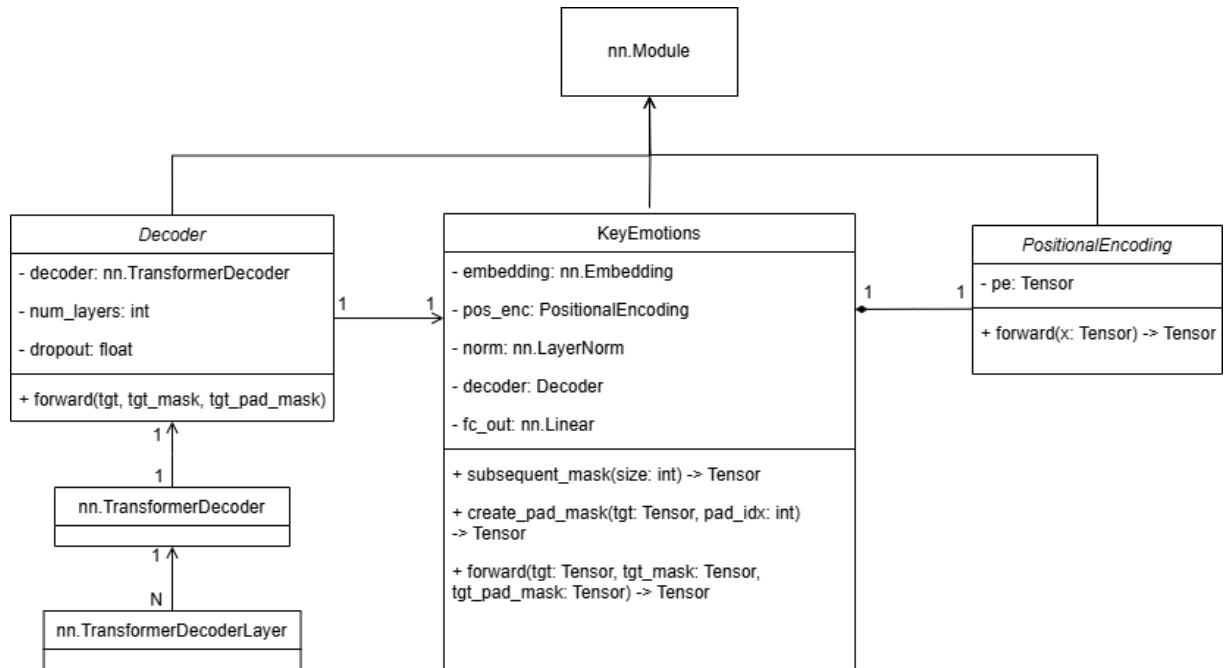 nn.Module
Decoder
- decoder: nn.TransformerDecoder
- num_layers: int
- dropout: float
+ forward(tgt, tgt_mask, tgt_pad_mask)
1
1
KeyEmotions
- embedding: nn.Embedding
- pos_enc: PositionalEncoding
- norm: nn.LayerNorm
- decoder: Decoder
- fc_out: nn.Linear
+ subsequent_mask(size: int) -> Tensor
+ create_pad_mask(tgt: Tensor, pad_idx: int)
-> Tensor
+ forward(tgt: Tensor, tgt_mask: Tensor,
tgt_pad_mask: Tensor) -> Tensor
1
1
PositionalEncoding
- pe: Tensor
+ forward(x: Tensor) -> Tensor
1
1
nn.TransformerDecoder
1
N
nn.TransformerDecoderLayer